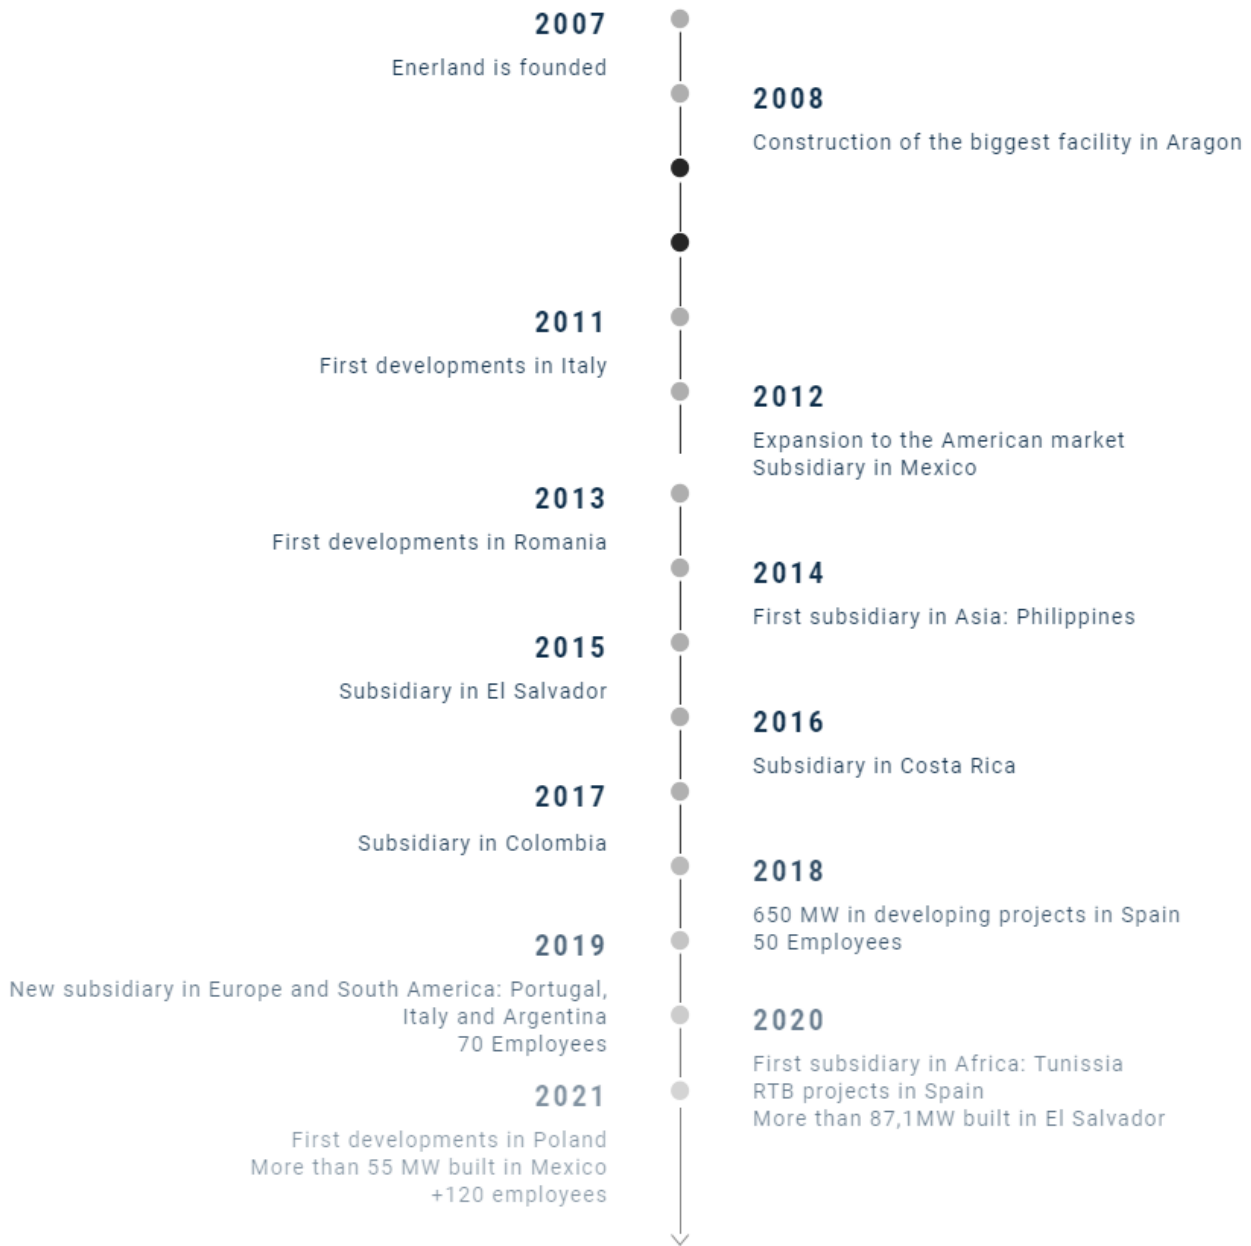 2007
Enerland is founded
2008
Construction of the biggest facility in Aragon
2011
First developments in Italy
2012
Expansion to the American market
Subsidiary in Mexico
2013
First developments in Romania
2014
First subsidiary in Asia: Philippines
2015
Subsidiary in El Salvador
2016
Subsidiary in Costa Rica
2017
Subsidiary in Colombia
2018
650 MW in developing projects in Spain
50 Employees
2019
New subsidiary in Europe and South America: Portugal,
Italy and Argentina
70 Employees
2020
First subsidiary in Africa: Tunissia
RTB projects in Spain
More than 87,1MW built in El Salvador
2021
First developments in Poland
More than 55 MW built in Mexico
+120 employees